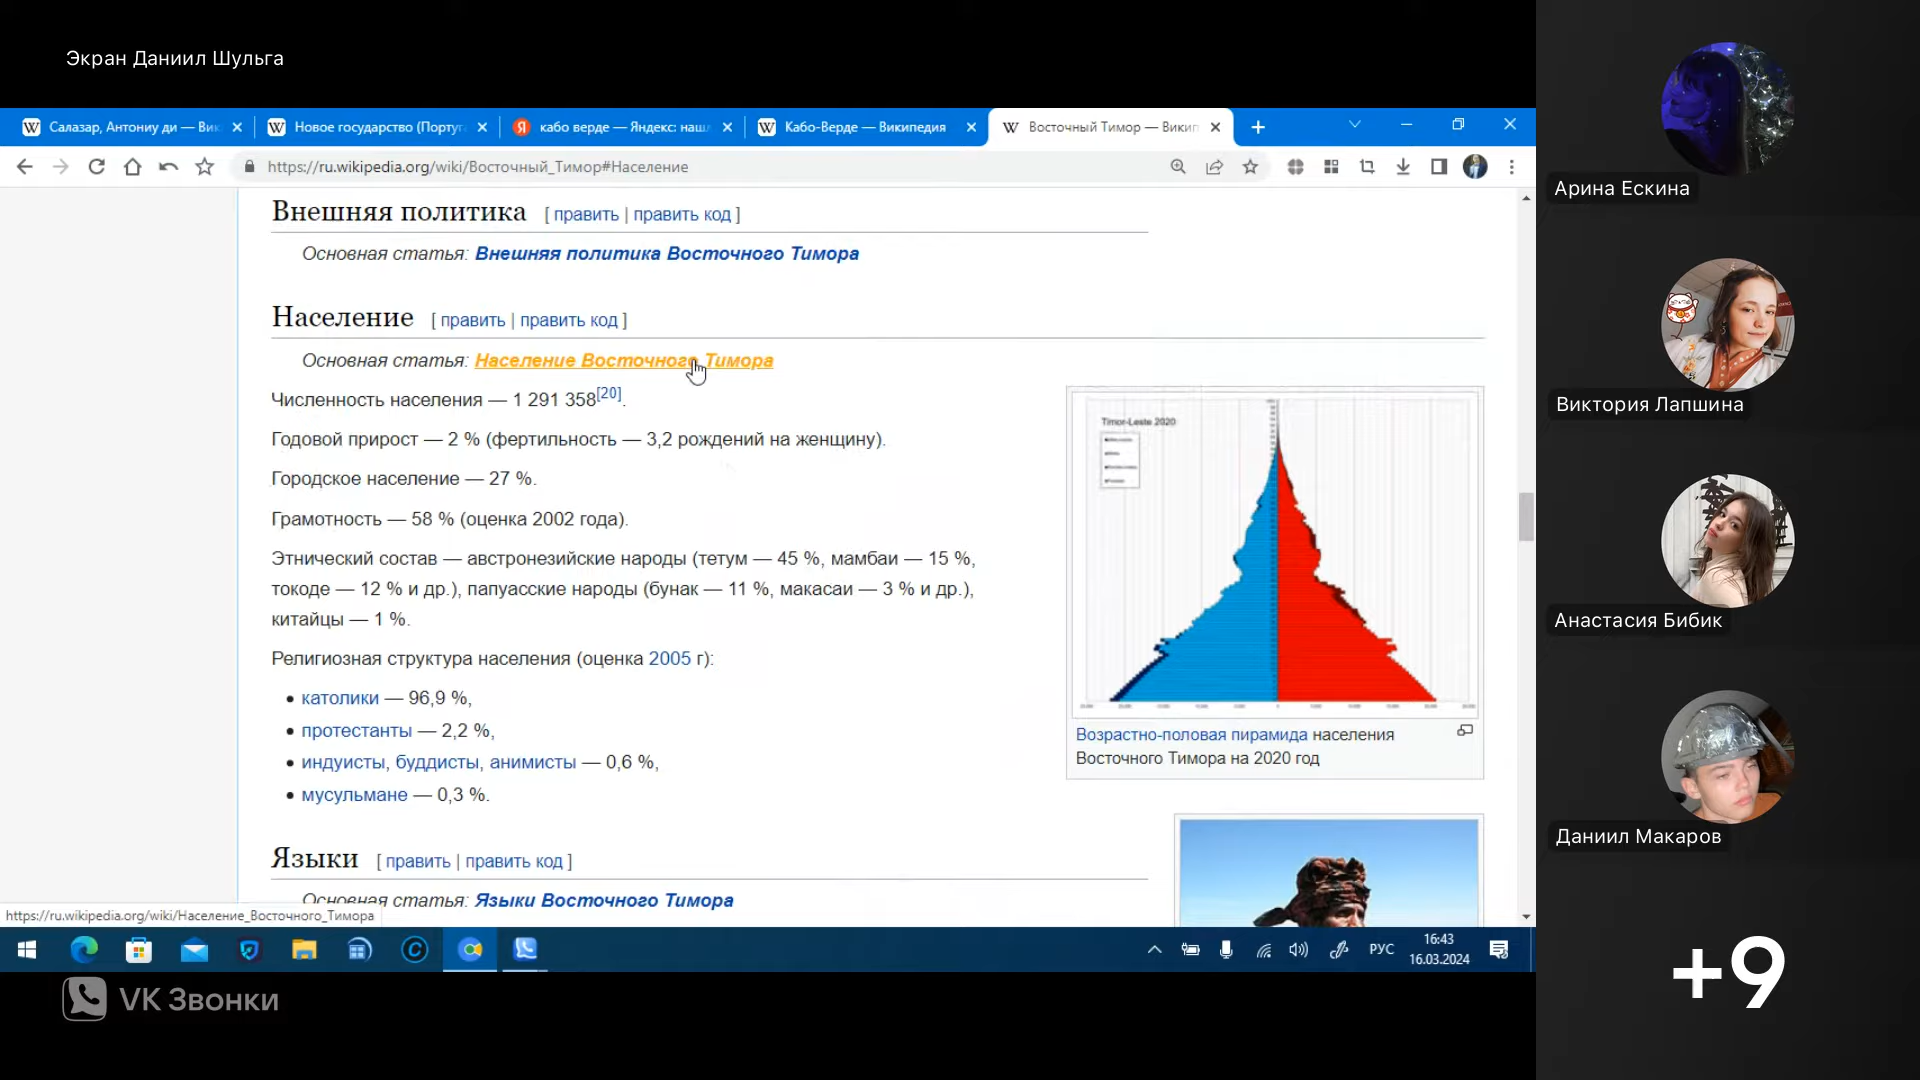 Экран Даниил Шульга
Салазар, Антониу ди — Вик
Новое государство (Португ
кабо верде — Яндекс: наш
Кабо-Верде — Википедия
Восточный Тимор — Викип
https://ru.wikipedia.org/wiki/Восточный_Тимор#Население
Внешняя политика [ править | править код ]
Основная статья: Внешняя политика Восточного Тимора
Население [ править | править код ]
Основная статья: Население Восточного Тимора
Численность населения — 1 291 358[20].
Годовой прирост — 2 % (фертильность — 3,2 рождений на женщину).
Городское население — 27 %.
Грамотность — 58 % (оценка 2002 года).
Этнический состав — австронезийские народы (тетум — 45 %, мамбаи — 15 %,
токоде — 12 % и др.), папуасские народы (бунак — 11 %, макасаи — 3 % и др.),
китайцы — 1 %.
Религиозная структура населения (оценка 2005 г):
• католики — 96,9 %,
• протестанты — 2,2 %,
• индуисты, буддисты, анимисты — 0,6 %,
• мусульмане — 0,3 %.
Timor-Leste 2020
Возрастно-половая пирамида населения
Восточного Тимора на 2020 год
Языки [ править | править код ]
Основная статья: Языки Восточного Тимора
https://ru.wikipedia.org/wiki/Население_Восточного_Тимора
РУС
16:43
16.03.2024
VK Звонки
Арина Ескина
Виктория Лапшина
Анастасия Бибик
Даниил Макаров
+9